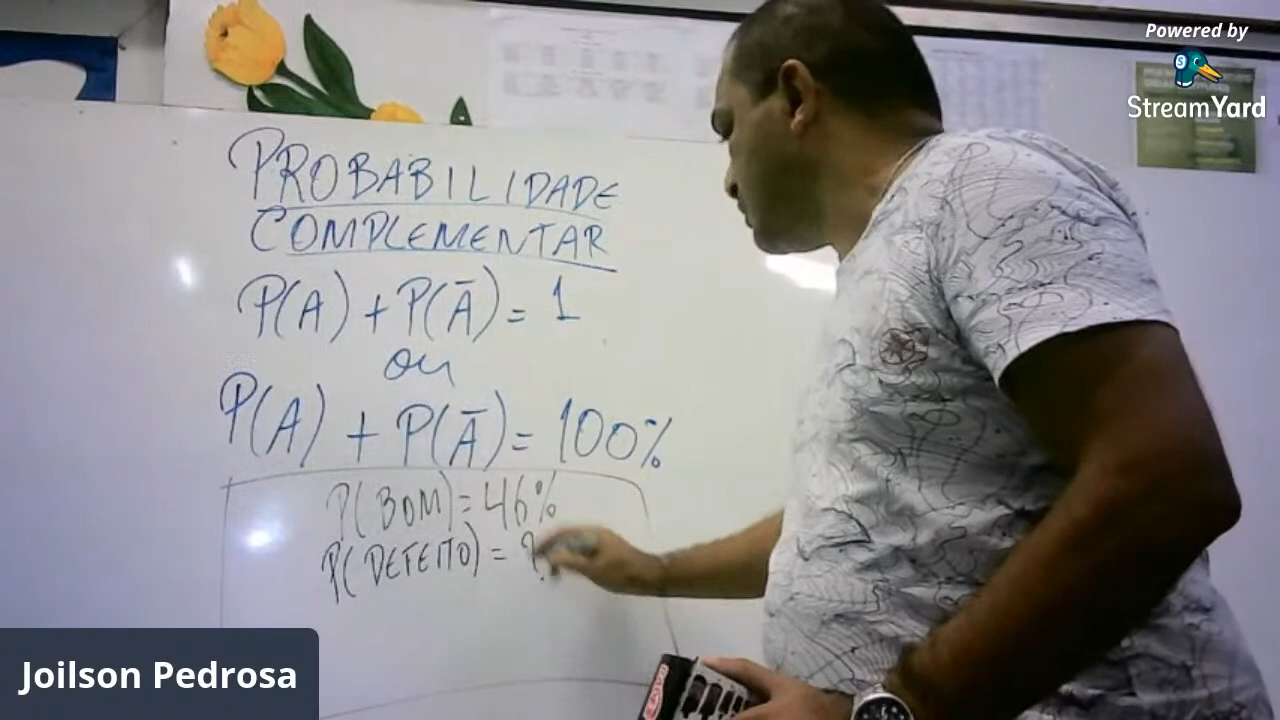 Powered by
StreamYard
PROBABILIDADE
COMPLEMENTAR
P(A) + P(Ā) = 1
ou
P(A) + P(Ā) = 100%
P(BOM) = 46%
P(DEFEITO) = ?
Joilson Pedrosa